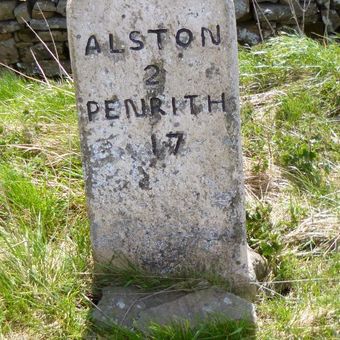 ALSTON
2
PENRITH
17